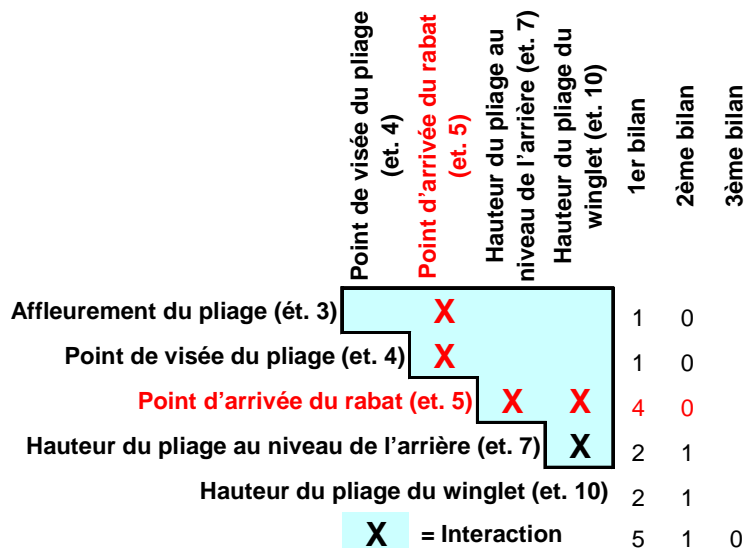 Point de visée du pliage
(et. 4)
Point d’arrivée du rabat
(et. 5)
Hauteur du pliage au
niveau de l’arrière (et. 7)
Hauteur du pliage du
winglet (et. 10)
1er bilan
2ème bilan
3ème bilan
Affleurement du pliage (ét. 3) X 1 0
Point de visée du pliage (et. 4) X 1 0
Point d’arrivée du rabat (et. 5) X X 4 0
Hauteur du pliage au niveau de l’arrière (et. 7) X 2 1
Hauteur du pliage du winglet (et. 10) 2 1
X = Interaction 5 1 0